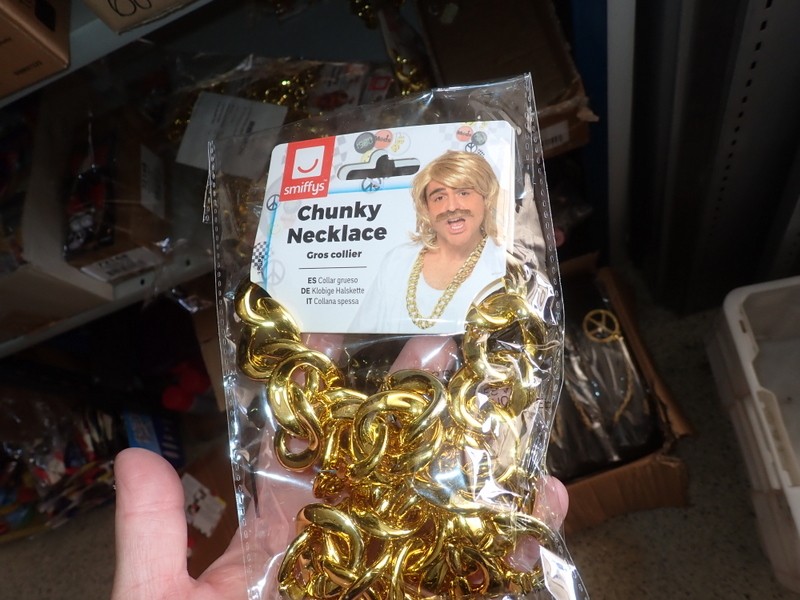 smiffys
Chunky
Necklace
Gros collier
ES Collar grueso
DE Klobige Halskette
IT Collana spessa